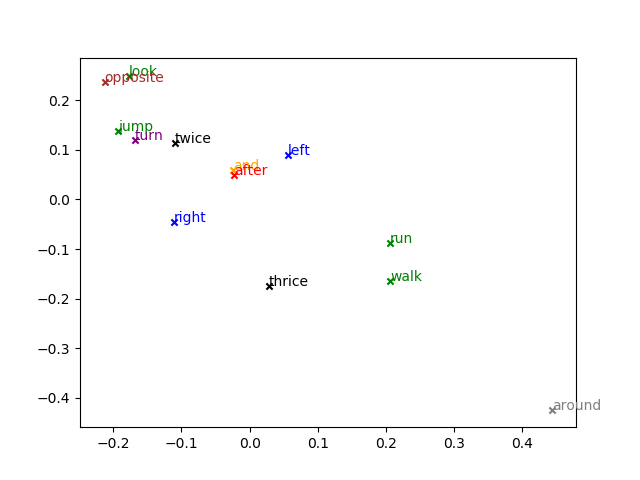 look
opposite
jump
turn
twice
left
and
after
right
run
walk
thrice
around
0.2
0.1
0.0
−0.1
−0.2
−0.3
−0.4
−0.2 −0.1 0.0 0.1 0.2 0.3 0.4